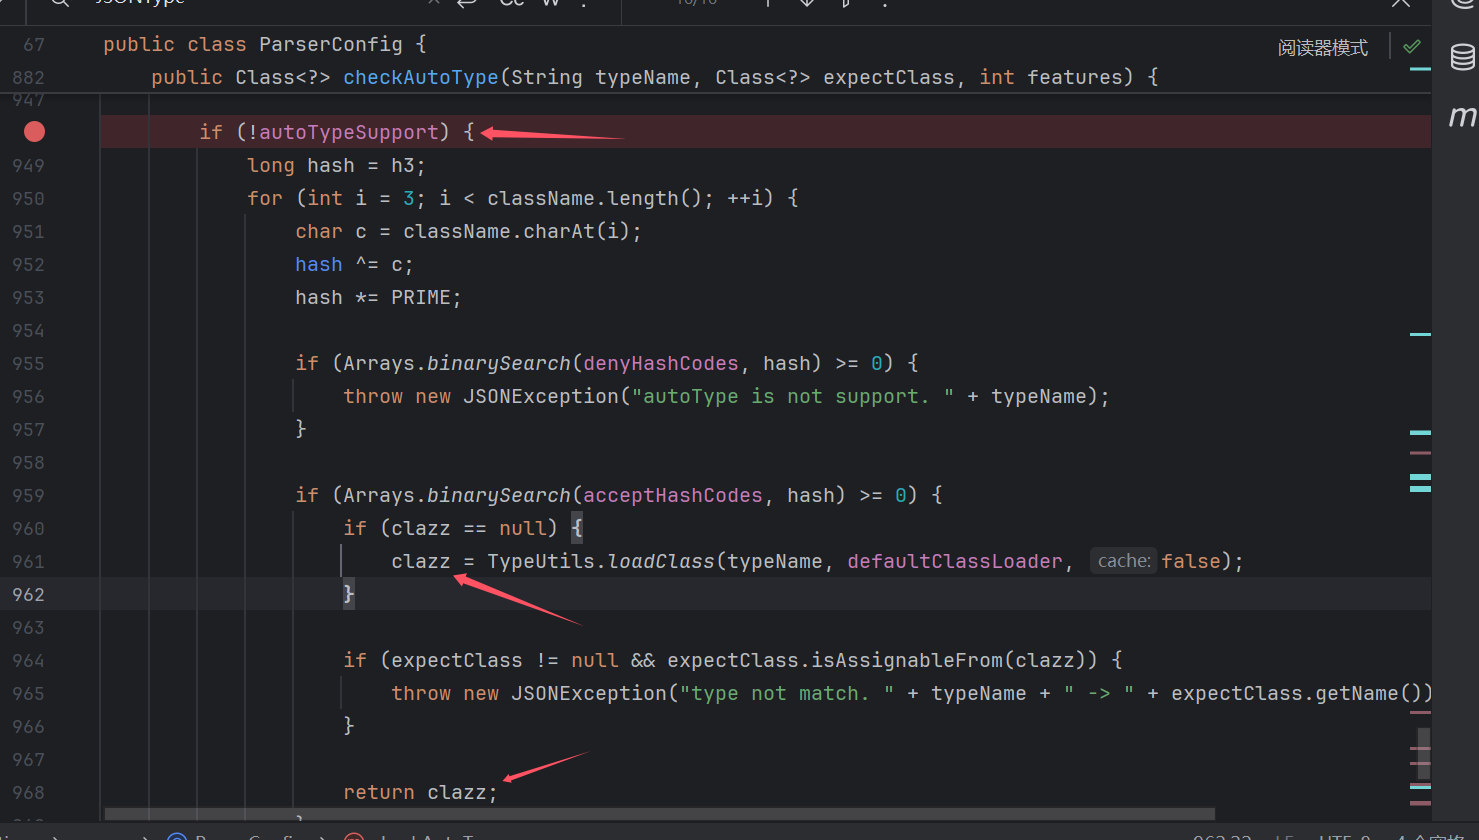 Cc W
67 public class ParserConfig { 阅读器模式
882 public Class<?> checkAutoType(String typeName, Class<?> expectClass, int features) {
947
if (!autoTypeSupport) {
949 long hash = h3;
950 for (int i = 3; i < className.length(); ++i) {
951 char c = className.charAt(i);
952 hash ^= c;
953 hash *= PRIME;
954
955 if (Arrays.binarySearch(denyHashCodes, hash) >= 0) {
956 throw new JSONException("autoType is not support. " + typeName);
957 }
958
959 if (Arrays.binarySearch(acceptHashCodes, hash) >= 0) {
960 if (clazz == null) {
961 clazz = TypeUtils.loadClass(typeName, defaultClassLoader, cache: false);
962 }
963
964 if (expectClass != null && expectClass.isAssignableFrom(clazz)) {
965 throw new JSONException("type not match. " + typeName + " -> " + expectClass.getName())
966 }
967
968 return clazz;
}